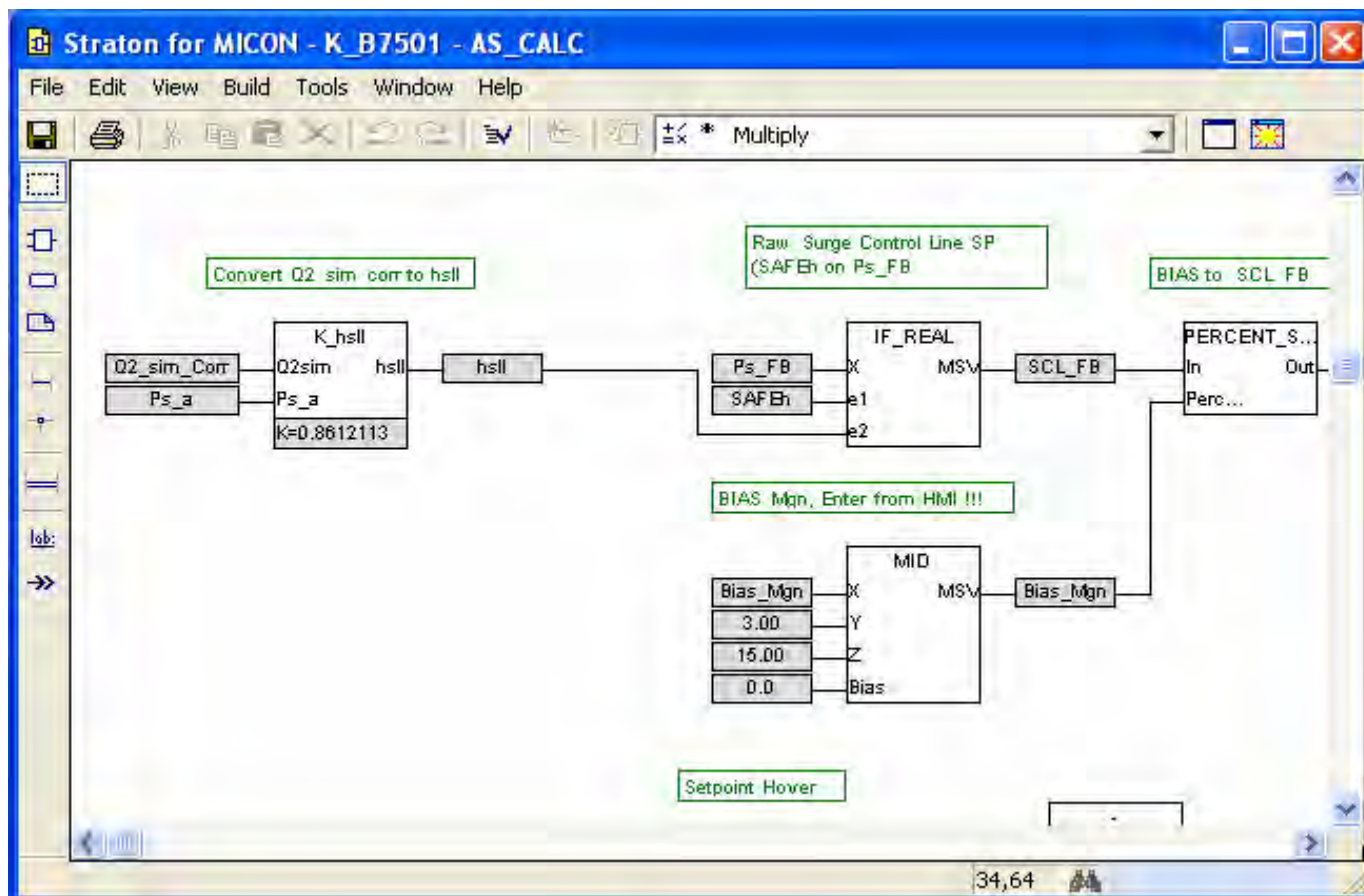 Straton for MICON - K_B7501 - AS_CALC
File Edit View Build Tools Window Help
* Multiply
Raw Surge Control Line SP
(SAFEh on Ps_FB
Convert Q2 sim corr to hsll
BIAS to SCL FB
K_hsll
IF_REAL
PERCENT_S...
Q2_sim_Corr Q2sim hsll hsll
Ps_FB X MSV SCL_FB
In Out
Ps_a Ps_a
SAFEh e1
Perc...
K=0.8612113
e2
BIAS Mgn, Enter from HMI !!!
MID
Bias_Mgn X MSV Bias_Mgn
3.00 Y
15.00 Z
0.0 Bias
Setpoint Hover
lab:
34,64